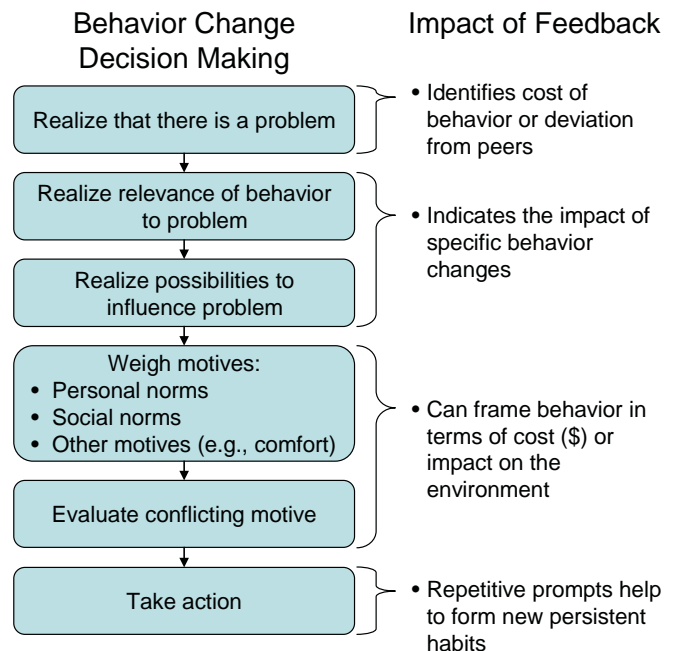 Behavior Change
Decision Making
Impact of Feedback
Realize that there is a problem
• Identifies cost of
behavior or deviation
from peers
Realize relevance of behavior
to problem
Realize possibilities to
influence problem
• Indicates the impact of
specific behavior
changes
Weigh motives:
• Personal norms
• Social norms
• Other motives (e.g., comfort)
Evaluate conflicting motive
• Can frame behavior in
terms of cost ($) or
impact on the
environment
Take action
• Repetitive prompts help
to form new persistent
habits